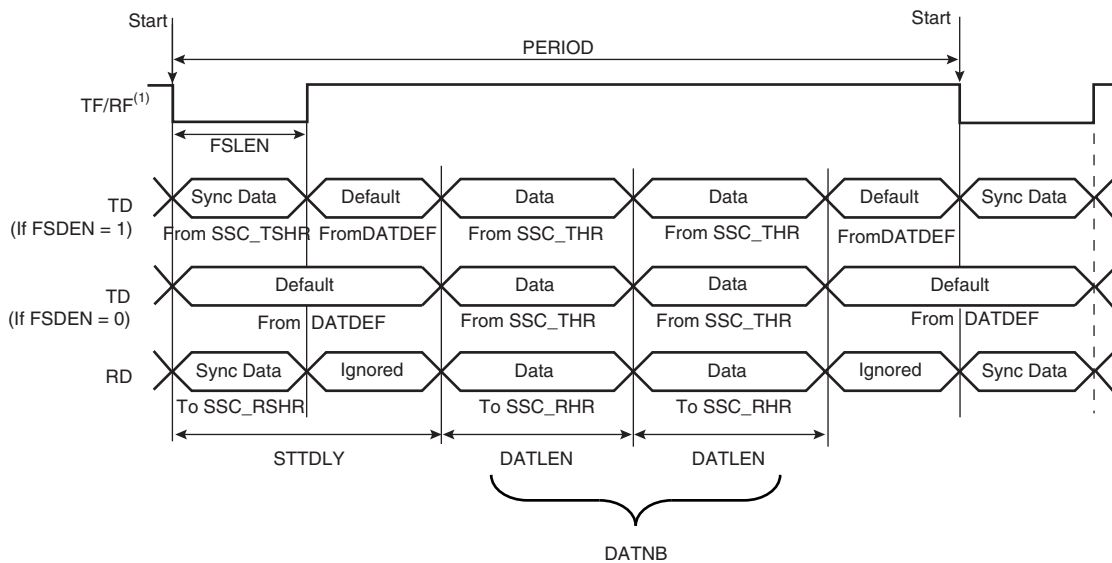 Start Start
PERIOD
TF/RF(1)
FSLEN
TD
(If FSDEN = 1)
Sync Data Default Data Data Default Sync Data
From SSC_TSHR FromDATDEF From SSC_THR From SSC_THR FromDATDEF
TD
(If FSDEN = 0)
Default Data Data Default
From DATDEF From SSC_THR From SSC_THR From DATDEF
RD
Sync Data Ignored Data Data Ignored Sync Data
To SSC_RSHR To SSC_RHR To SSC_RHR
STTDLY DATLEN DATLEN
DATNB